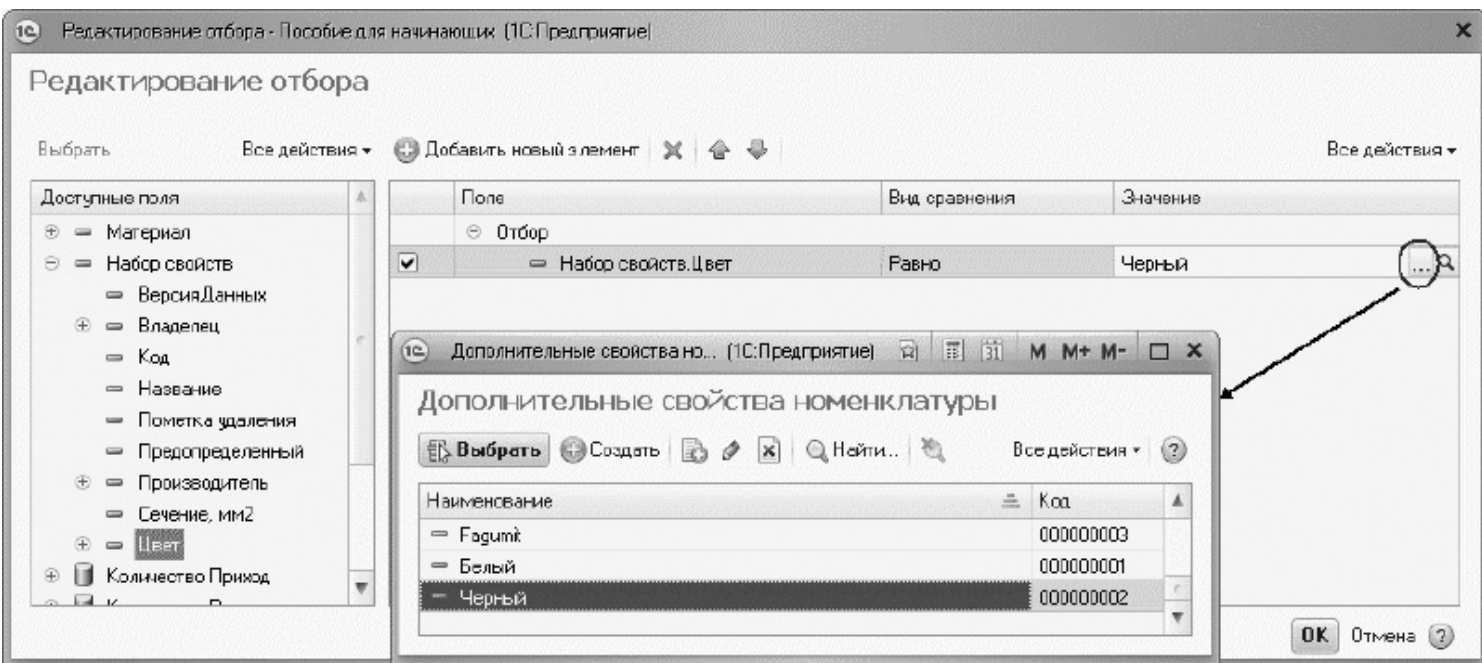 Редактирование отбора - Пособие для начинающих (1С:Предприятие)
Редактирование отбора
Выбрать Все действия Добавить новый элемент Все действия
Доступные поля Поле Вид сравнения Значение
Материал Отбор
Набор свойств Набор свойств.Цвет Равно Черный ...
ВерсияДанных
Владелец
Код
Название
Пометка удаления
Предопределенный
Производитель
Сечение, мм2
Цвет
Количество Приход
Дополнительные свойства но... (1С:Предприятие) 31 M M+ M-
Дополнительные свойства номенклатуры
Выбрать Создать Найти... Все действия ?
Наименование Код
Fagumit 000000003
Белый 000000001
Черный 000000002
OK Отмена ?